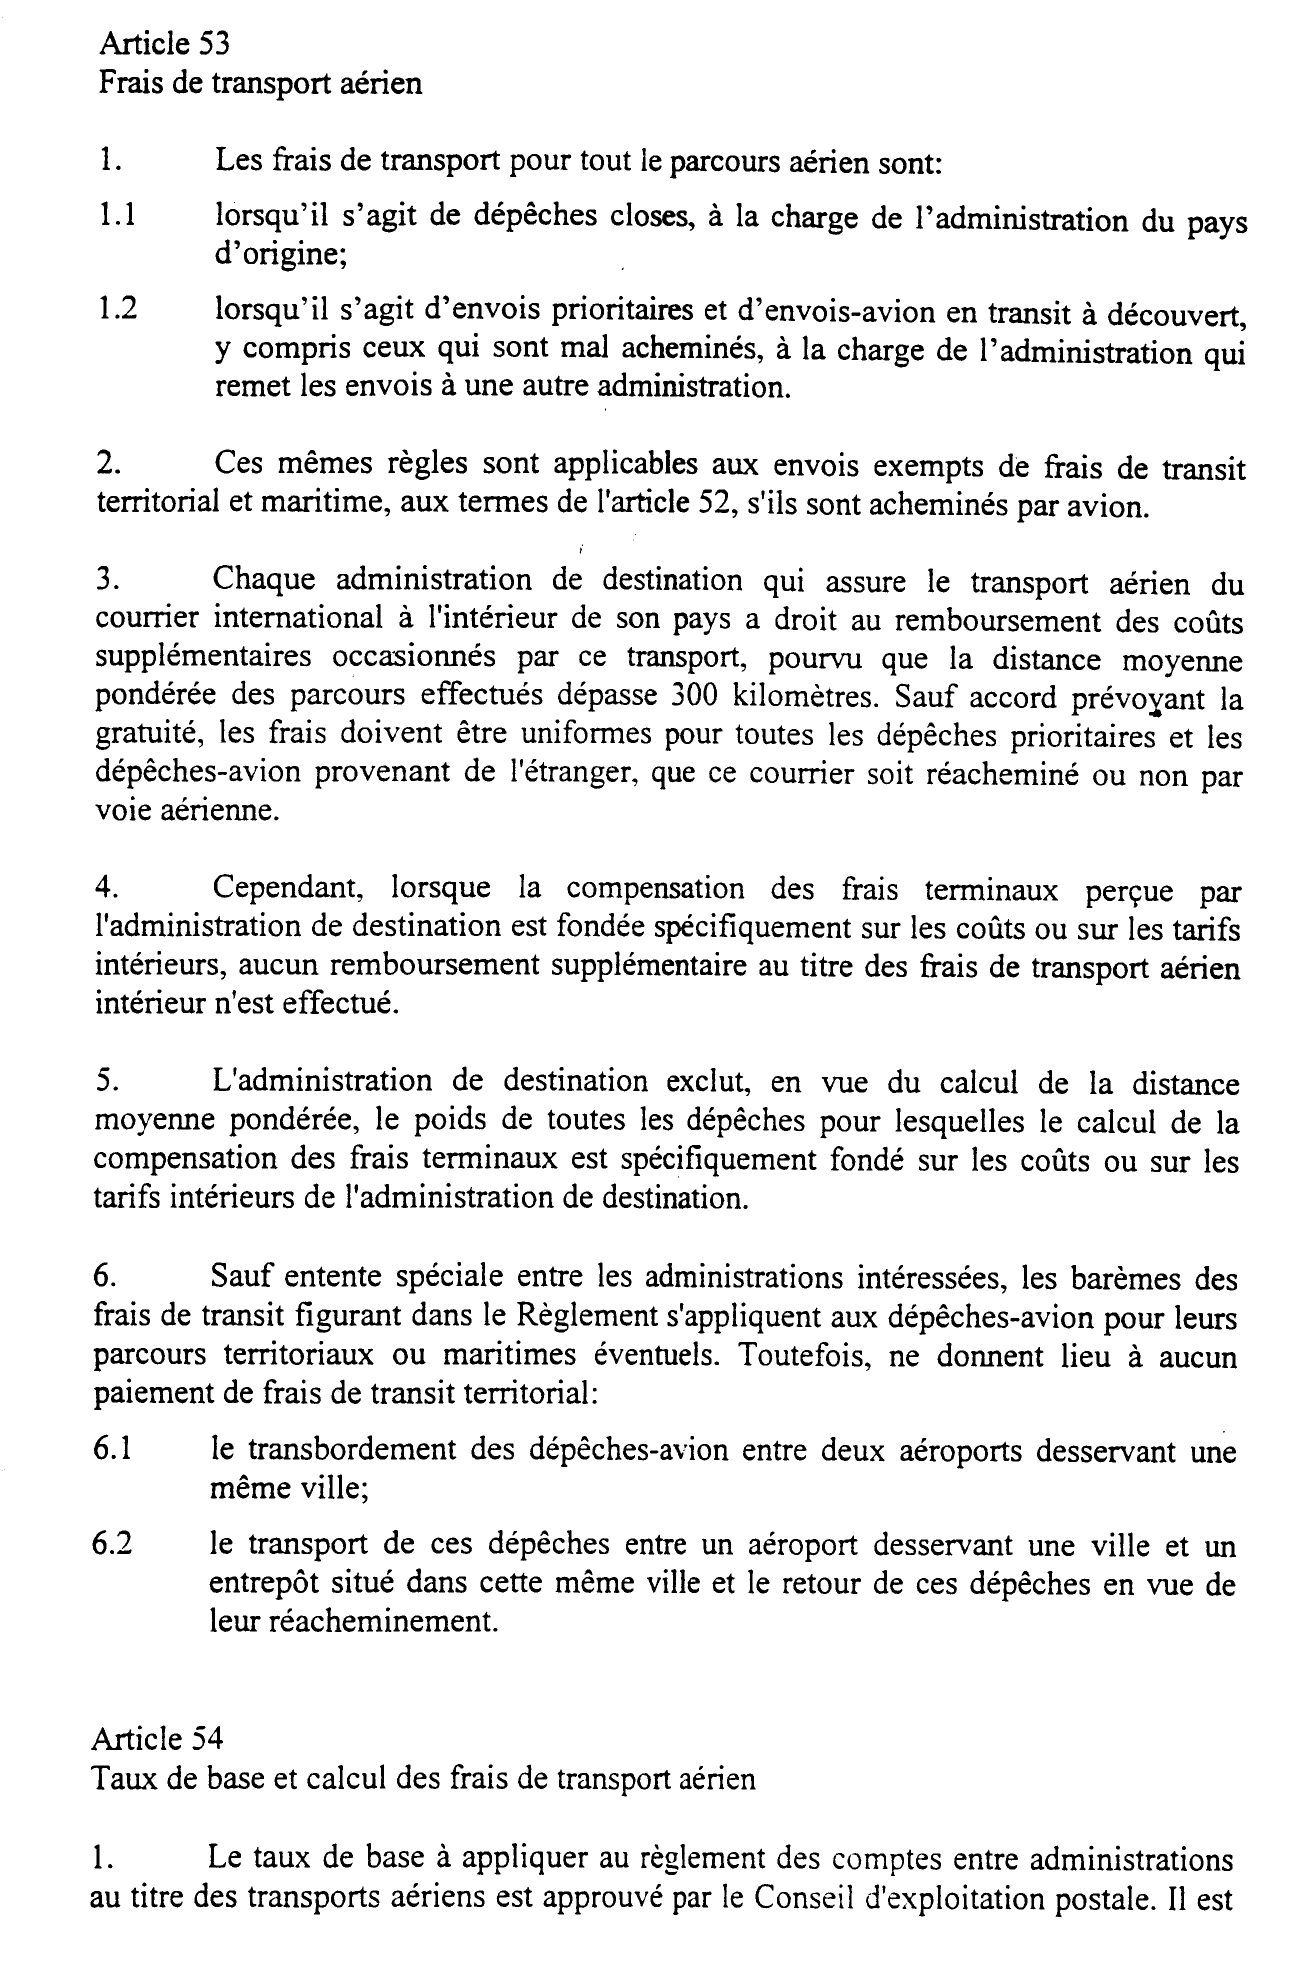 Article 53
Frais de transport aérien
1. Les frais de transport pour tout le parcours aérien sont:
1.1 lorsqu’il s’agit de dépêches closes, à la charge de l’administration du pays
d’origine;
1.2 lorsqu’il s’agit d’envois prioritaires et d’envois-avion en transit à découvert,
y compris ceux qui sont mal acheminés, à la charge de l’administration qui
remet les envois à une autre administration.
2. Ces mêmes règles sont applicables aux envois exempts de frais de transit
territorial et maritime, aux termes de l'article 52, s'ils sont acheminés par avion.
3. Chaque administration de destination qui assure le transport aérien du
courrier international à l'intérieur de son pays a droit au remboursement des coûts
supplémentaires occasionnés par ce transport, pourvu que la distance moyenne
pondérée des parcours effectués dépasse 300 kilomètres. Sauf accord prévoyant la
gratuité, les frais doivent être uniformes pour toutes les dépêches prioritaires et les
dépêches-avion provenant de l'étranger, que ce courrier soit réacheminé ou non par
voie aérienne.
4. Cependant, lorsque la compensation des frais terminaux perçue par
l'administration de destination est fondée spécifiquement sur les coûts ou sur les tarifs
intérieurs, aucun remboursement supplémentaire au titre des frais de transport aérien
intérieur n'est effectué.
5. L'administration de destination exclut, en vue du calcul de la distance
moyenne pondérée, le poids de toutes les dépêches pour lesquelles le calcul de la
compensation des frais terminaux est spécifiquement fondé sur les coûts ou sur les
tarifs intérieurs de l'administration de destination.
6. Sauf entente spéciale entre les administrations intéressées, les barèmes des
frais de transit figurant dans le Règlement s'appliquent aux dépêches-avion pour leurs
parcours territoriaux ou maritimes éventuels. Toutefois, ne donnent lieu à aucun
paiement de frais de transit territorial:
6.1 le transbordement des dépêches-avion entre deux aéroports desservant une
même ville;
6.2 le transport de ces dépêches entre un aéroport desservant une ville et un
entrepôt situé dans cette même ville et le retour de ces dépêches en vue de
leur réacheminement.
Article 54
Taux de base et calcul des frais de transport aérien
1. Le taux de base à appliquer au règlement des comptes entre administrations
au titre des transports aériens est approuvé par le Conseil d'exploitation postale. Il est